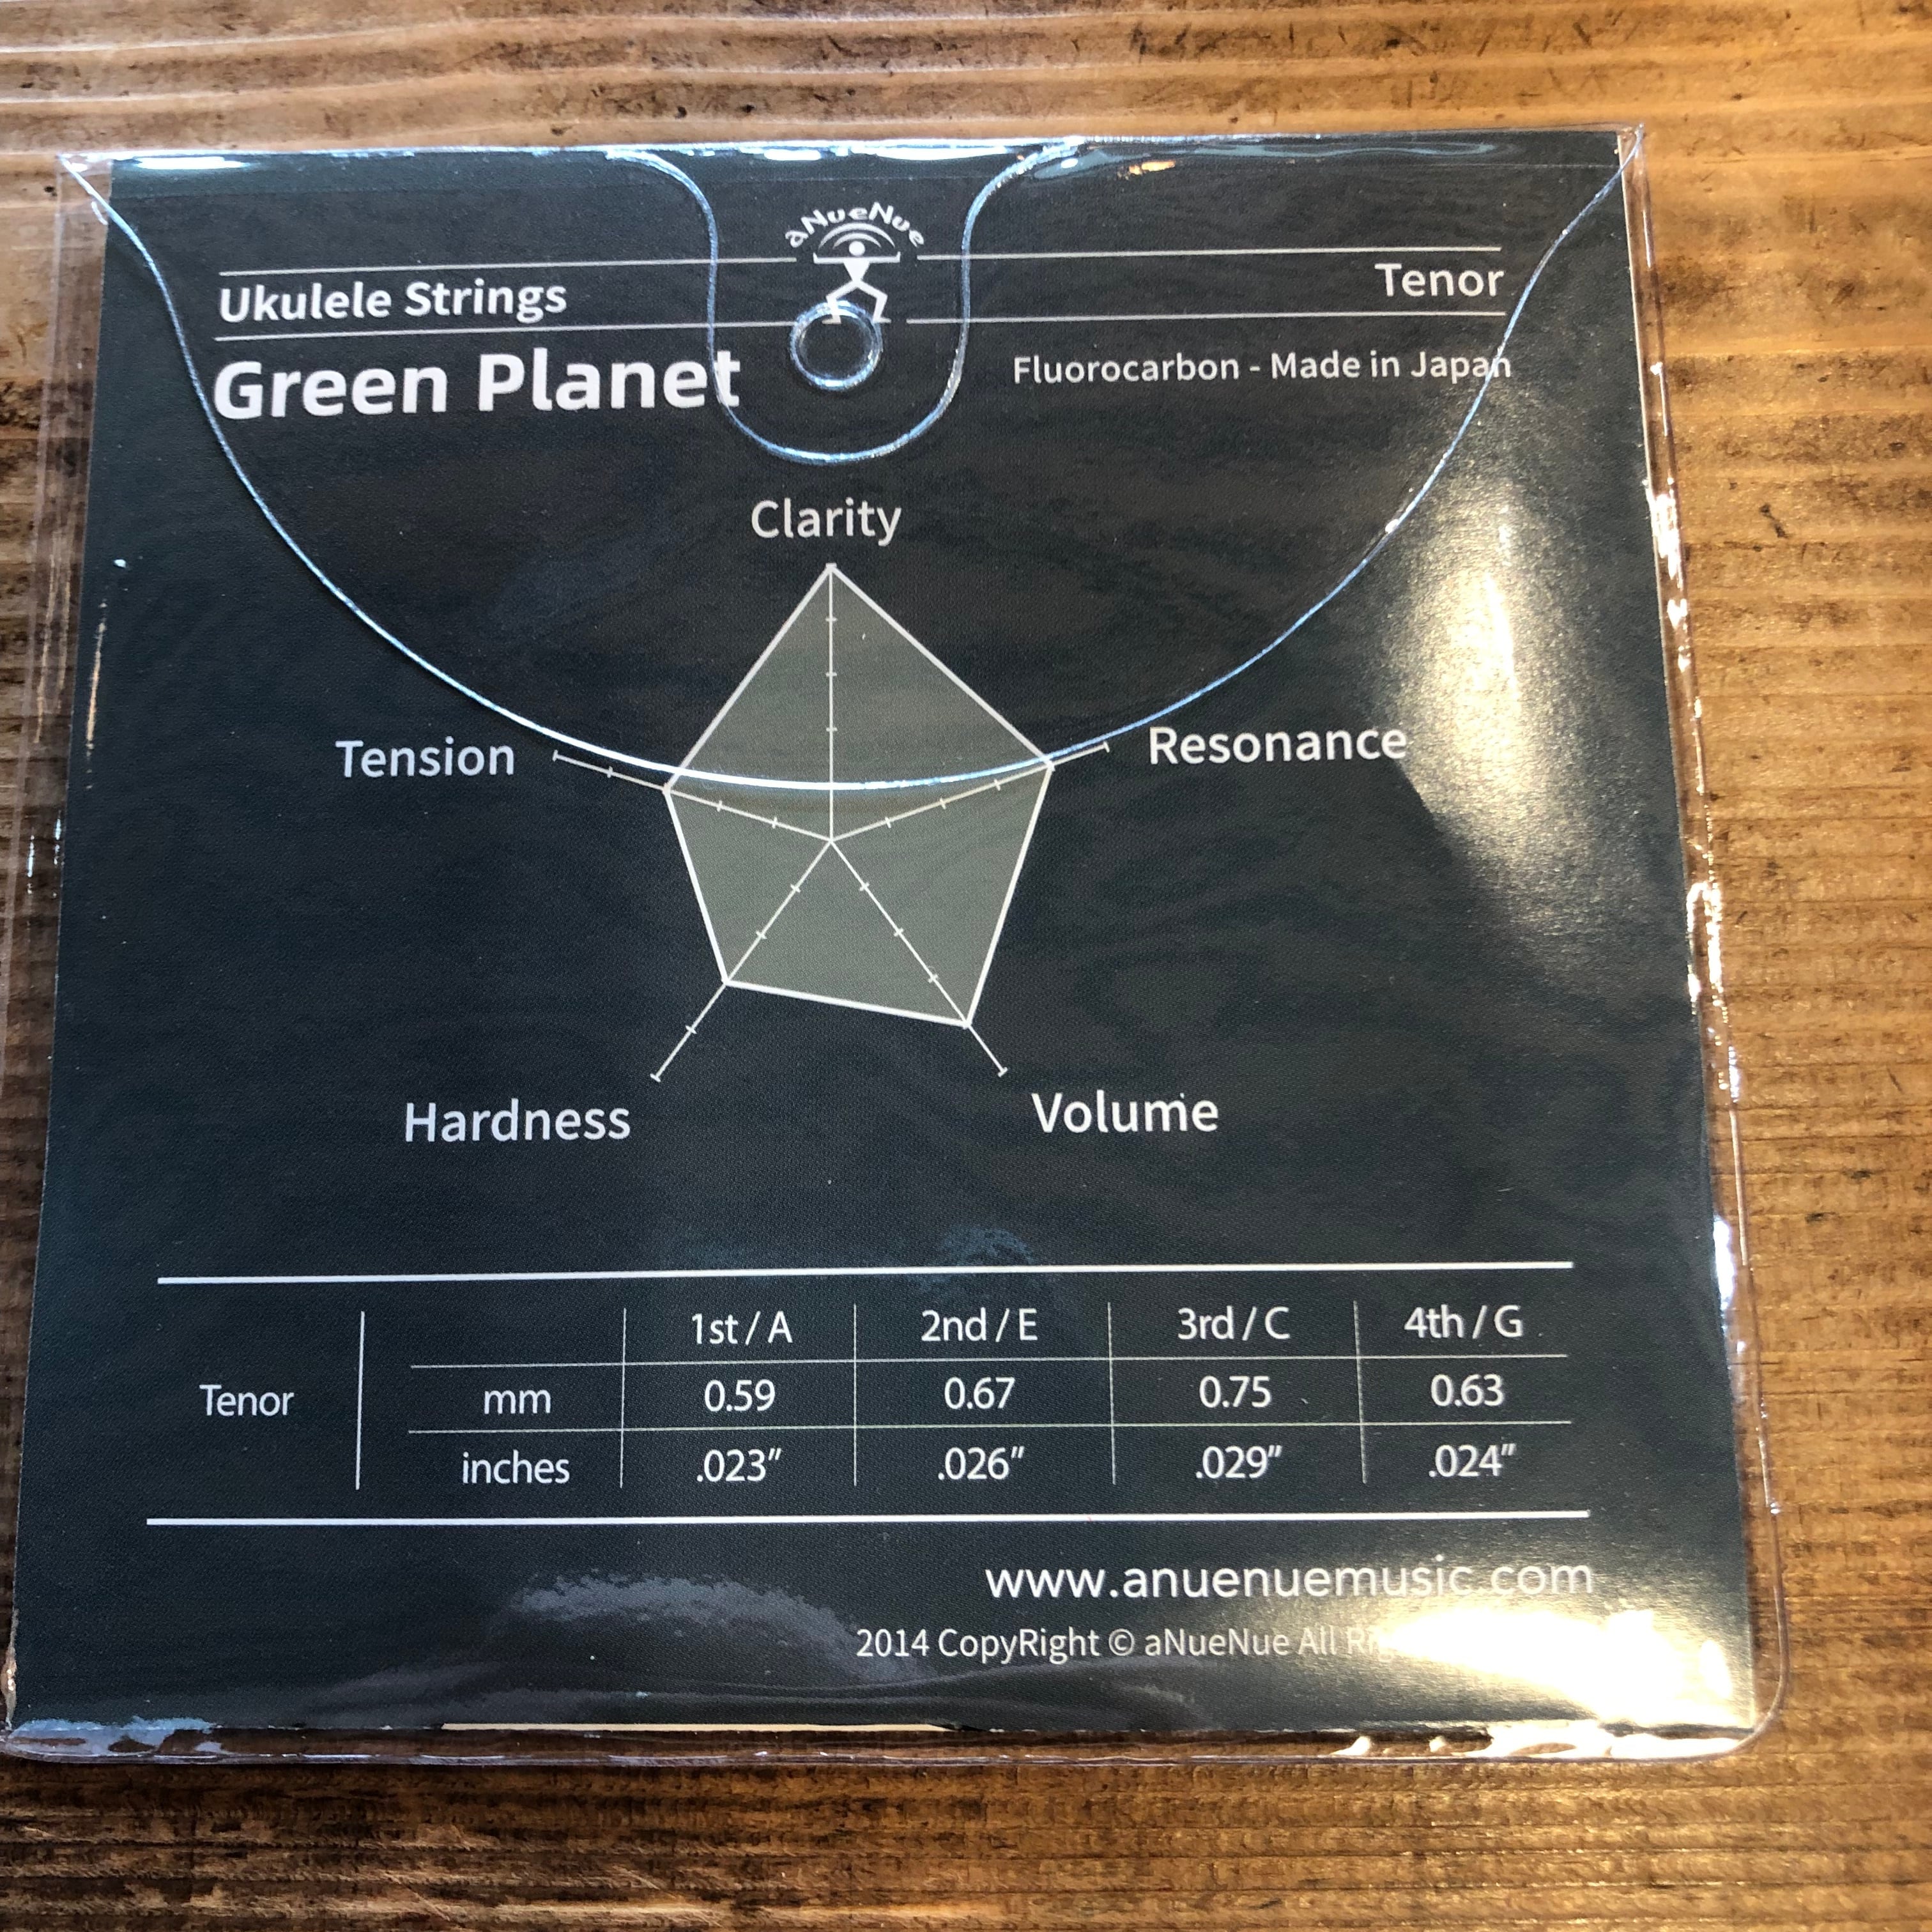 aNueNue
Ukulele Strings
Tenor
Green Planet
Fluorocarbon - Made in Japan
Clarity
Tension
Resonance
Hardness
Volume
1st / A 2nd / E 3rd / C 4th / G
Tenor
mm 0.59 0.67 0.75 0.63
inches .023" .026" .029" .024"
www.anuenuemusic.com
2014 CopyRight © aNueNue All